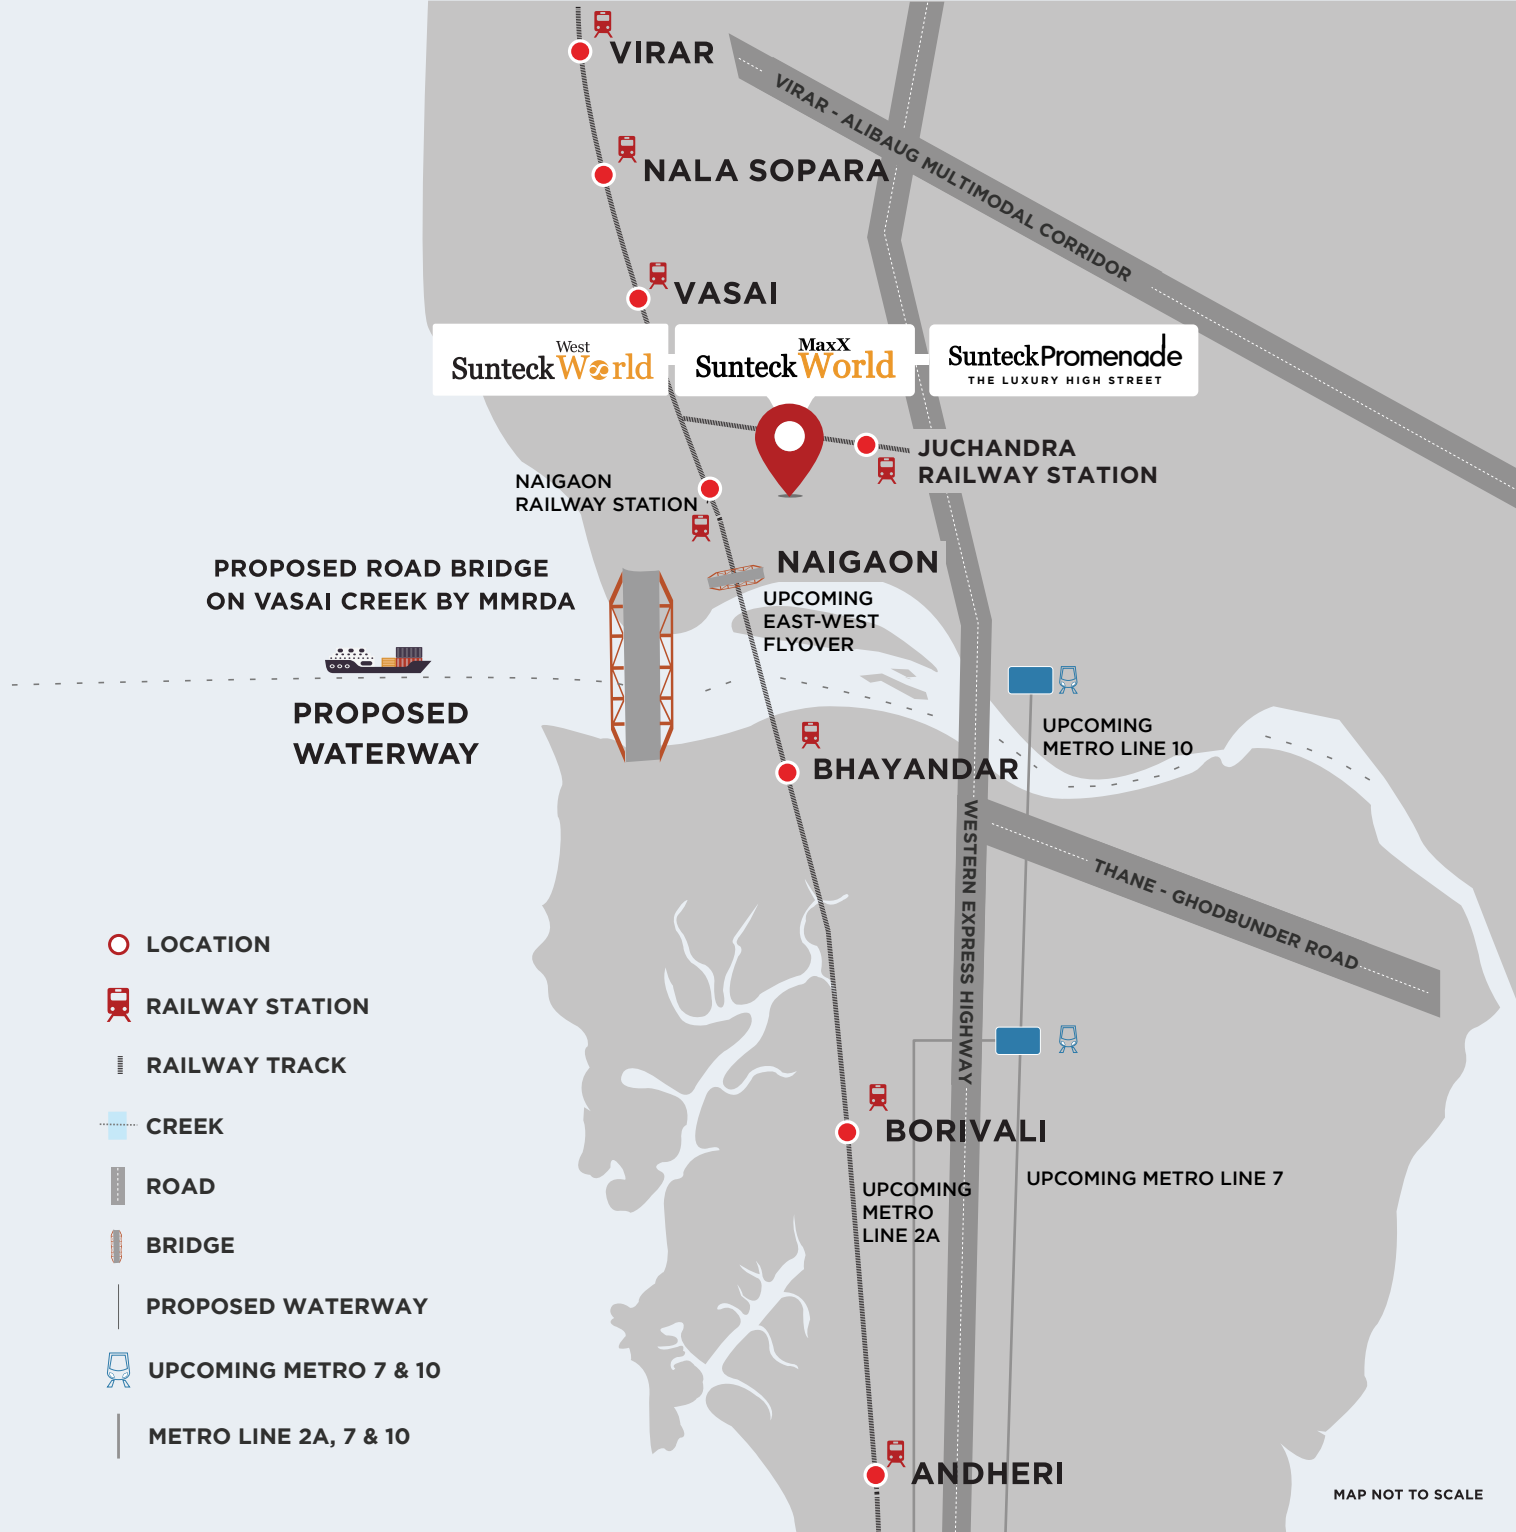 VIRAR
VIRAR - ALIBAUG MULTIMODAL CORRIDOR
NALA SOPARA
VASAI
West
Sunteck World
MaxX
Sunteck World
SunteckPromenade
THE LUXURY HIGH STREET
JUCHANDRA
RAILWAY STATION
NAIGAON
RAILWAY STATION
NAIGAON
UPCOMING
EAST-WEST
FLYOVER
PROPOSED ROAD BRIDGE
ON VASAI CREEK BY MMRDA
PROPOSED
WATERWAY
UPCOMING
METRO LINE 10
BHAYANDAR
WESTERN EXPRESS HIGHWAY
THANE - GHODBUNDER ROAD
BORIVALI
UPCOMING METRO LINE 7
UPCOMING
METRO
LINE 2A
ANDHERI
LOCATION
RAILWAY STATION
RAILWAY TRACK
CREEK
ROAD
BRIDGE
PROPOSED WATERWAY
UPCOMING METRO 7 & 10
METRO LINE 2A, 7 & 10
MAP NOT TO SCALE